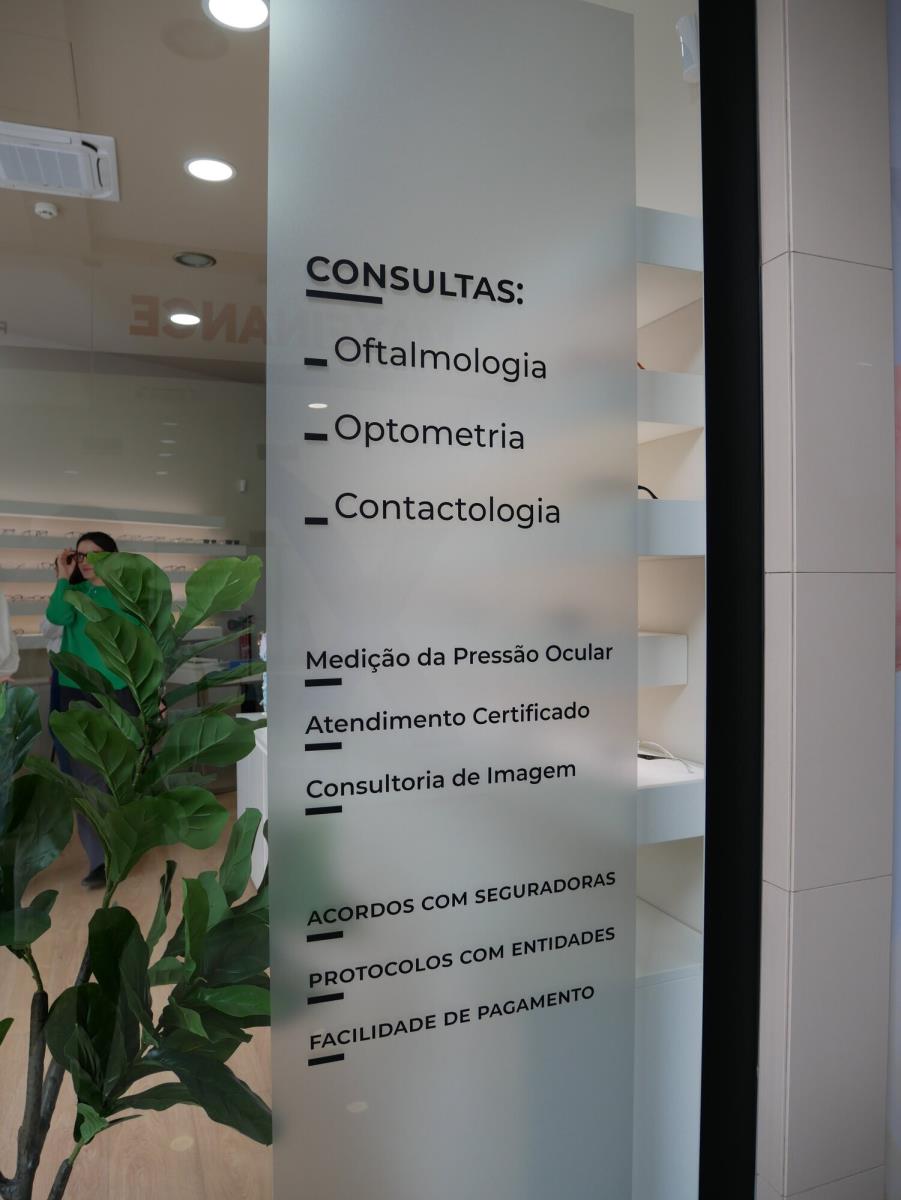 CONSULTAS:
Oftalmologia
Optometria
Contactologia
Medição da Pressão Ocular
Atendimento Certificado
Consultoria de Imagem
ACORDOS COM SEGURADORAS
PROTOCOLOS COM ENTIDADES
FACILIDADE DE PAGAMENTO